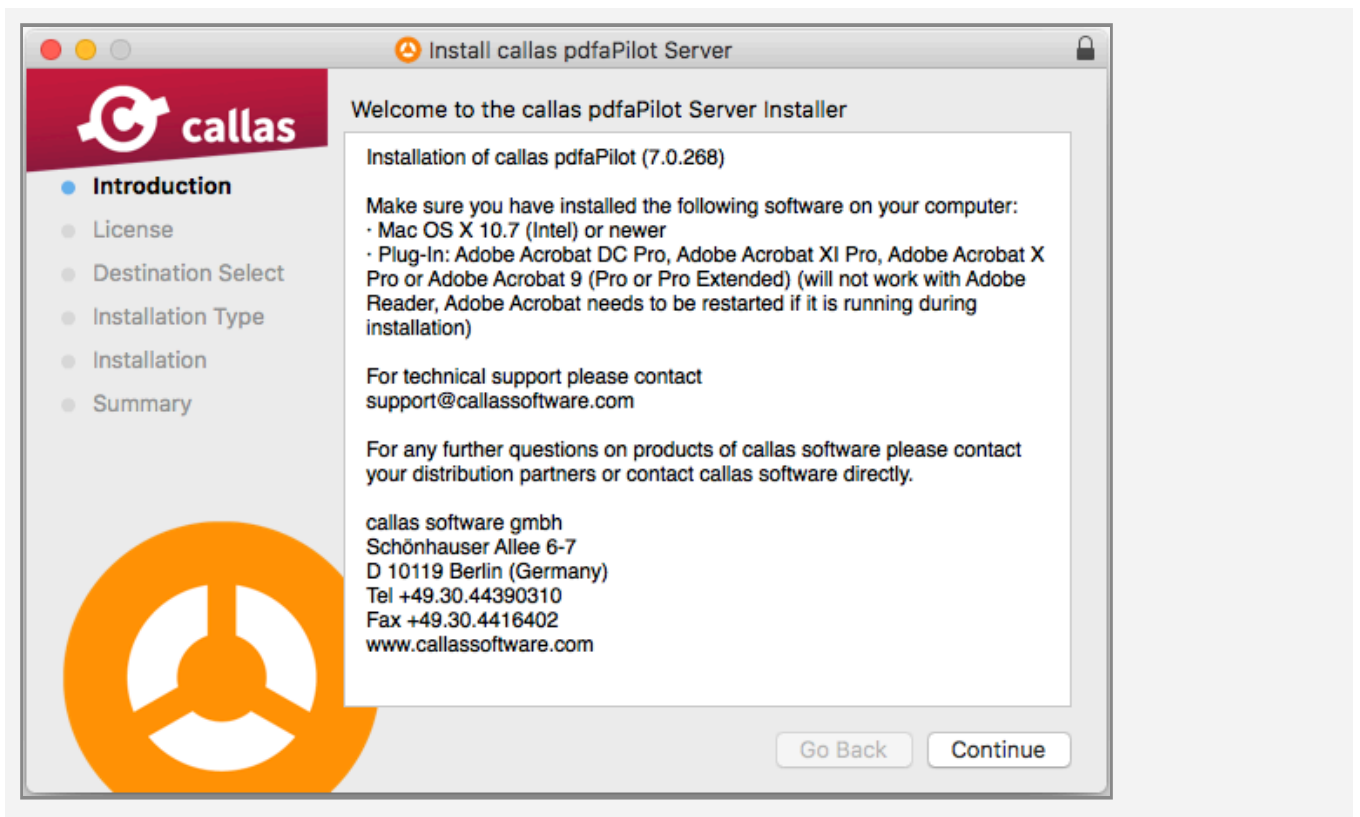 Install callas pdfaPilot Server
callas
Welcome to the callas pdfaPilot Server Installer
Introduction
License
Destination Select
Installation Type
Installation
Summary
Installation of callas pdfaPilot (7.0.268)
Make sure you have installed the following software on your computer:
· Mac OS X 10.7 (Intel) or newer
· Plug-In: Adobe Acrobat DC Pro, Adobe Acrobat XI Pro, Adobe Acrobat X
Pro or Adobe Acrobat 9 (Pro or Pro Extended) (will not work with Adobe
Reader, Adobe Acrobat needs to be restarted if it is running during
installation)
For technical support please contact
support@callassoftware.com
For any further questions on products of callas software please contact
your distribution partners or contact callas software directly.
callas software gmbh
Schönhauser Allee 6-7
D 10119 Berlin (Germany)
Tel +49.30.44390310
Fax +49.30.4416402
www.callassoftware.com
Go Back
Continue